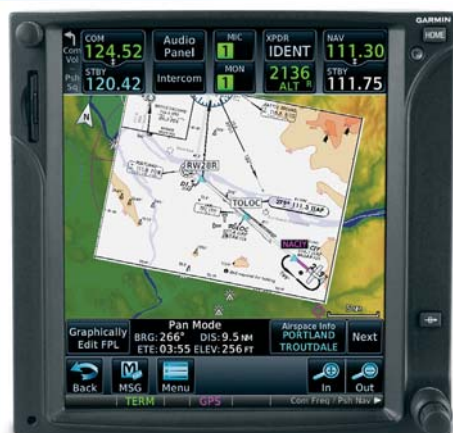 GARMIN
HOME
Com Vol
Psh Sq
COM 124.52
STBY 120.42
Audio Panel
Intercom
MIC 1
MON 1
XPDR IDENT
2136 ALT R
NAV 111.30
STBY 111.75
N
RW28R
TOLOC
111.3 IIAP
NACIY
Graphically Edit FPL
Pan Mode
BRG: 266° DIS: 9.5 NM
ETE: 03:55 ELEV: 256 FT
Airspace Info
PORTLAND
TROUTDALE
Next
Back
MSG
Menu
In
Out
TERM
GPS
Com Freq / Psh Nav